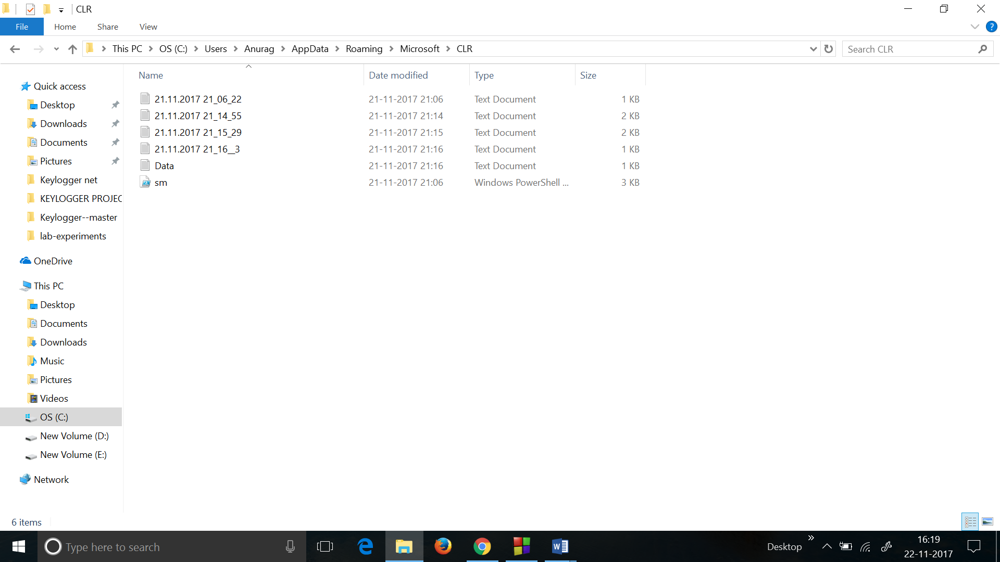 CLR
File Home Share View
This PC OS (C:) Users Anurag AppData Roaming Microsoft CLR
Search CLR
Name Date modified Type Size
21.11.2017 21_06_22 21-11-2017 21:06 Text Document 1 KB
21.11.2017 21_14_55 21-11-2017 21:14 Text Document 2 KB
21.11.2017 21_15_29 21-11-2017 21:15 Text Document 2 KB
21.11.2017 21_16__3 21-11-2017 21:16 Text Document 1 KB
Data 21-11-2017 21:16 Text Document 1 KB
sm 21-11-2017 21:06 Windows PowerShell ... 3 KB
Quick access
Desktop
Downloads
Documents
Pictures
Keylogger net
KEYLOGGER PROJEC
Keylogger--master
lab-experiments
OneDrive
This PC
Desktop
Documents
Downloads
Music
Pictures
Videos
OS (C:)
New Volume (D:)
New Volume (E:)
Network
6 items
Type here to search
Desktop
16:19
22-11-2017